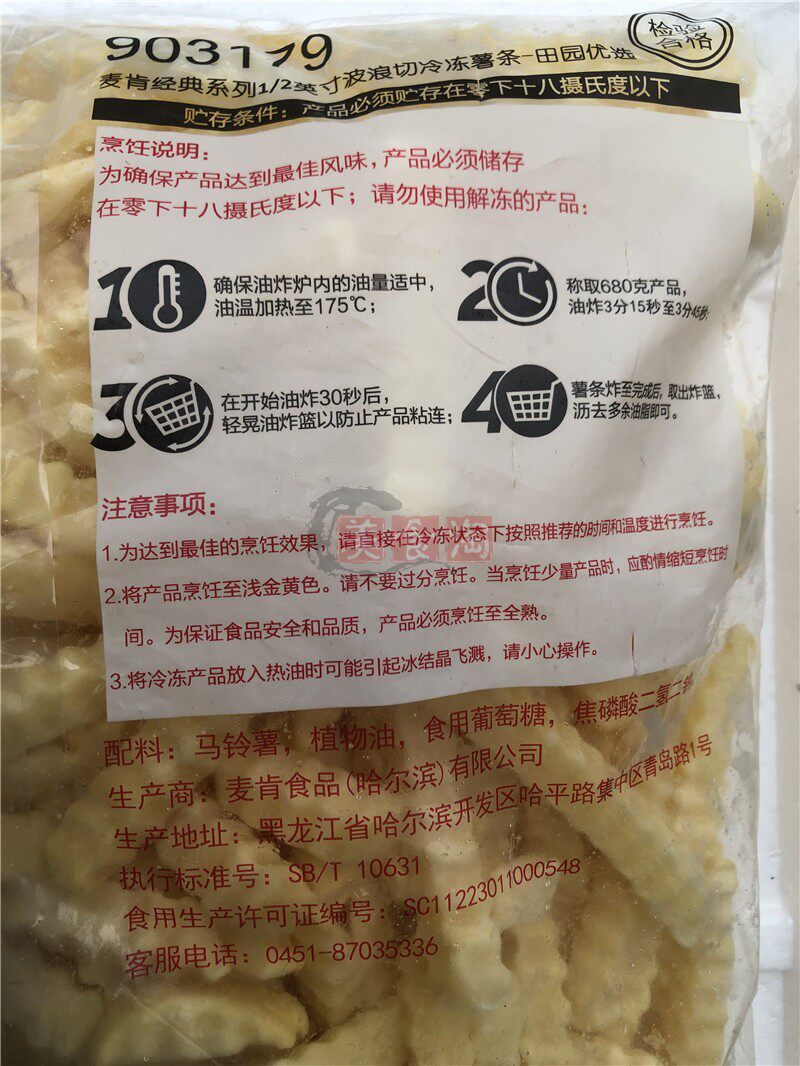 903119
检验
合格
麦肯经典系列1/2英寸波浪切冷冻薯条-田园优选
贮存条件：产品必须贮存在零下十八摄氏度以下
烹饪说明：
为确保产品达到最佳风味，产品必须储存
在零下十八摄氏度以下；请勿使用解冻的产品：
1 确保油炸炉内的油量适中，
油温加热至175℃；
2 称取680克产品，
油炸3分15秒至3分45秒；
3 在开始油炸30秒后，
轻晃油炸篮以防止产品粘连；
4 薯条炸至完成后，取出炸篮，
沥去多余油脂即可。
注意事项：
美食淘
1.为达到最佳的烹饪效果，请直接在冷冻状态下按照推荐的时间和温度进行烹饪。
2.将产品烹饪至浅金黄色。请不要过分烹饪。当烹饪少量产品时，应酌情缩短烹饪时
间。为保证食品安全和品质，产品必须烹饪至全熟。
3.将冷冻产品放入热油时可能引起冰结晶飞溅，请小心操作。
配料：马铃薯，植物油，食用葡萄糖，焦磷酸二氢二钠
生产商：麦肯食品(哈尔滨)有限公司
生产地址：黑龙江省哈尔滨开发区哈平路集中区青岛路1号
执行标准号：SB/T 10631
食用生产许可证编号：SC11223011000548
客服电话：0451-87035336